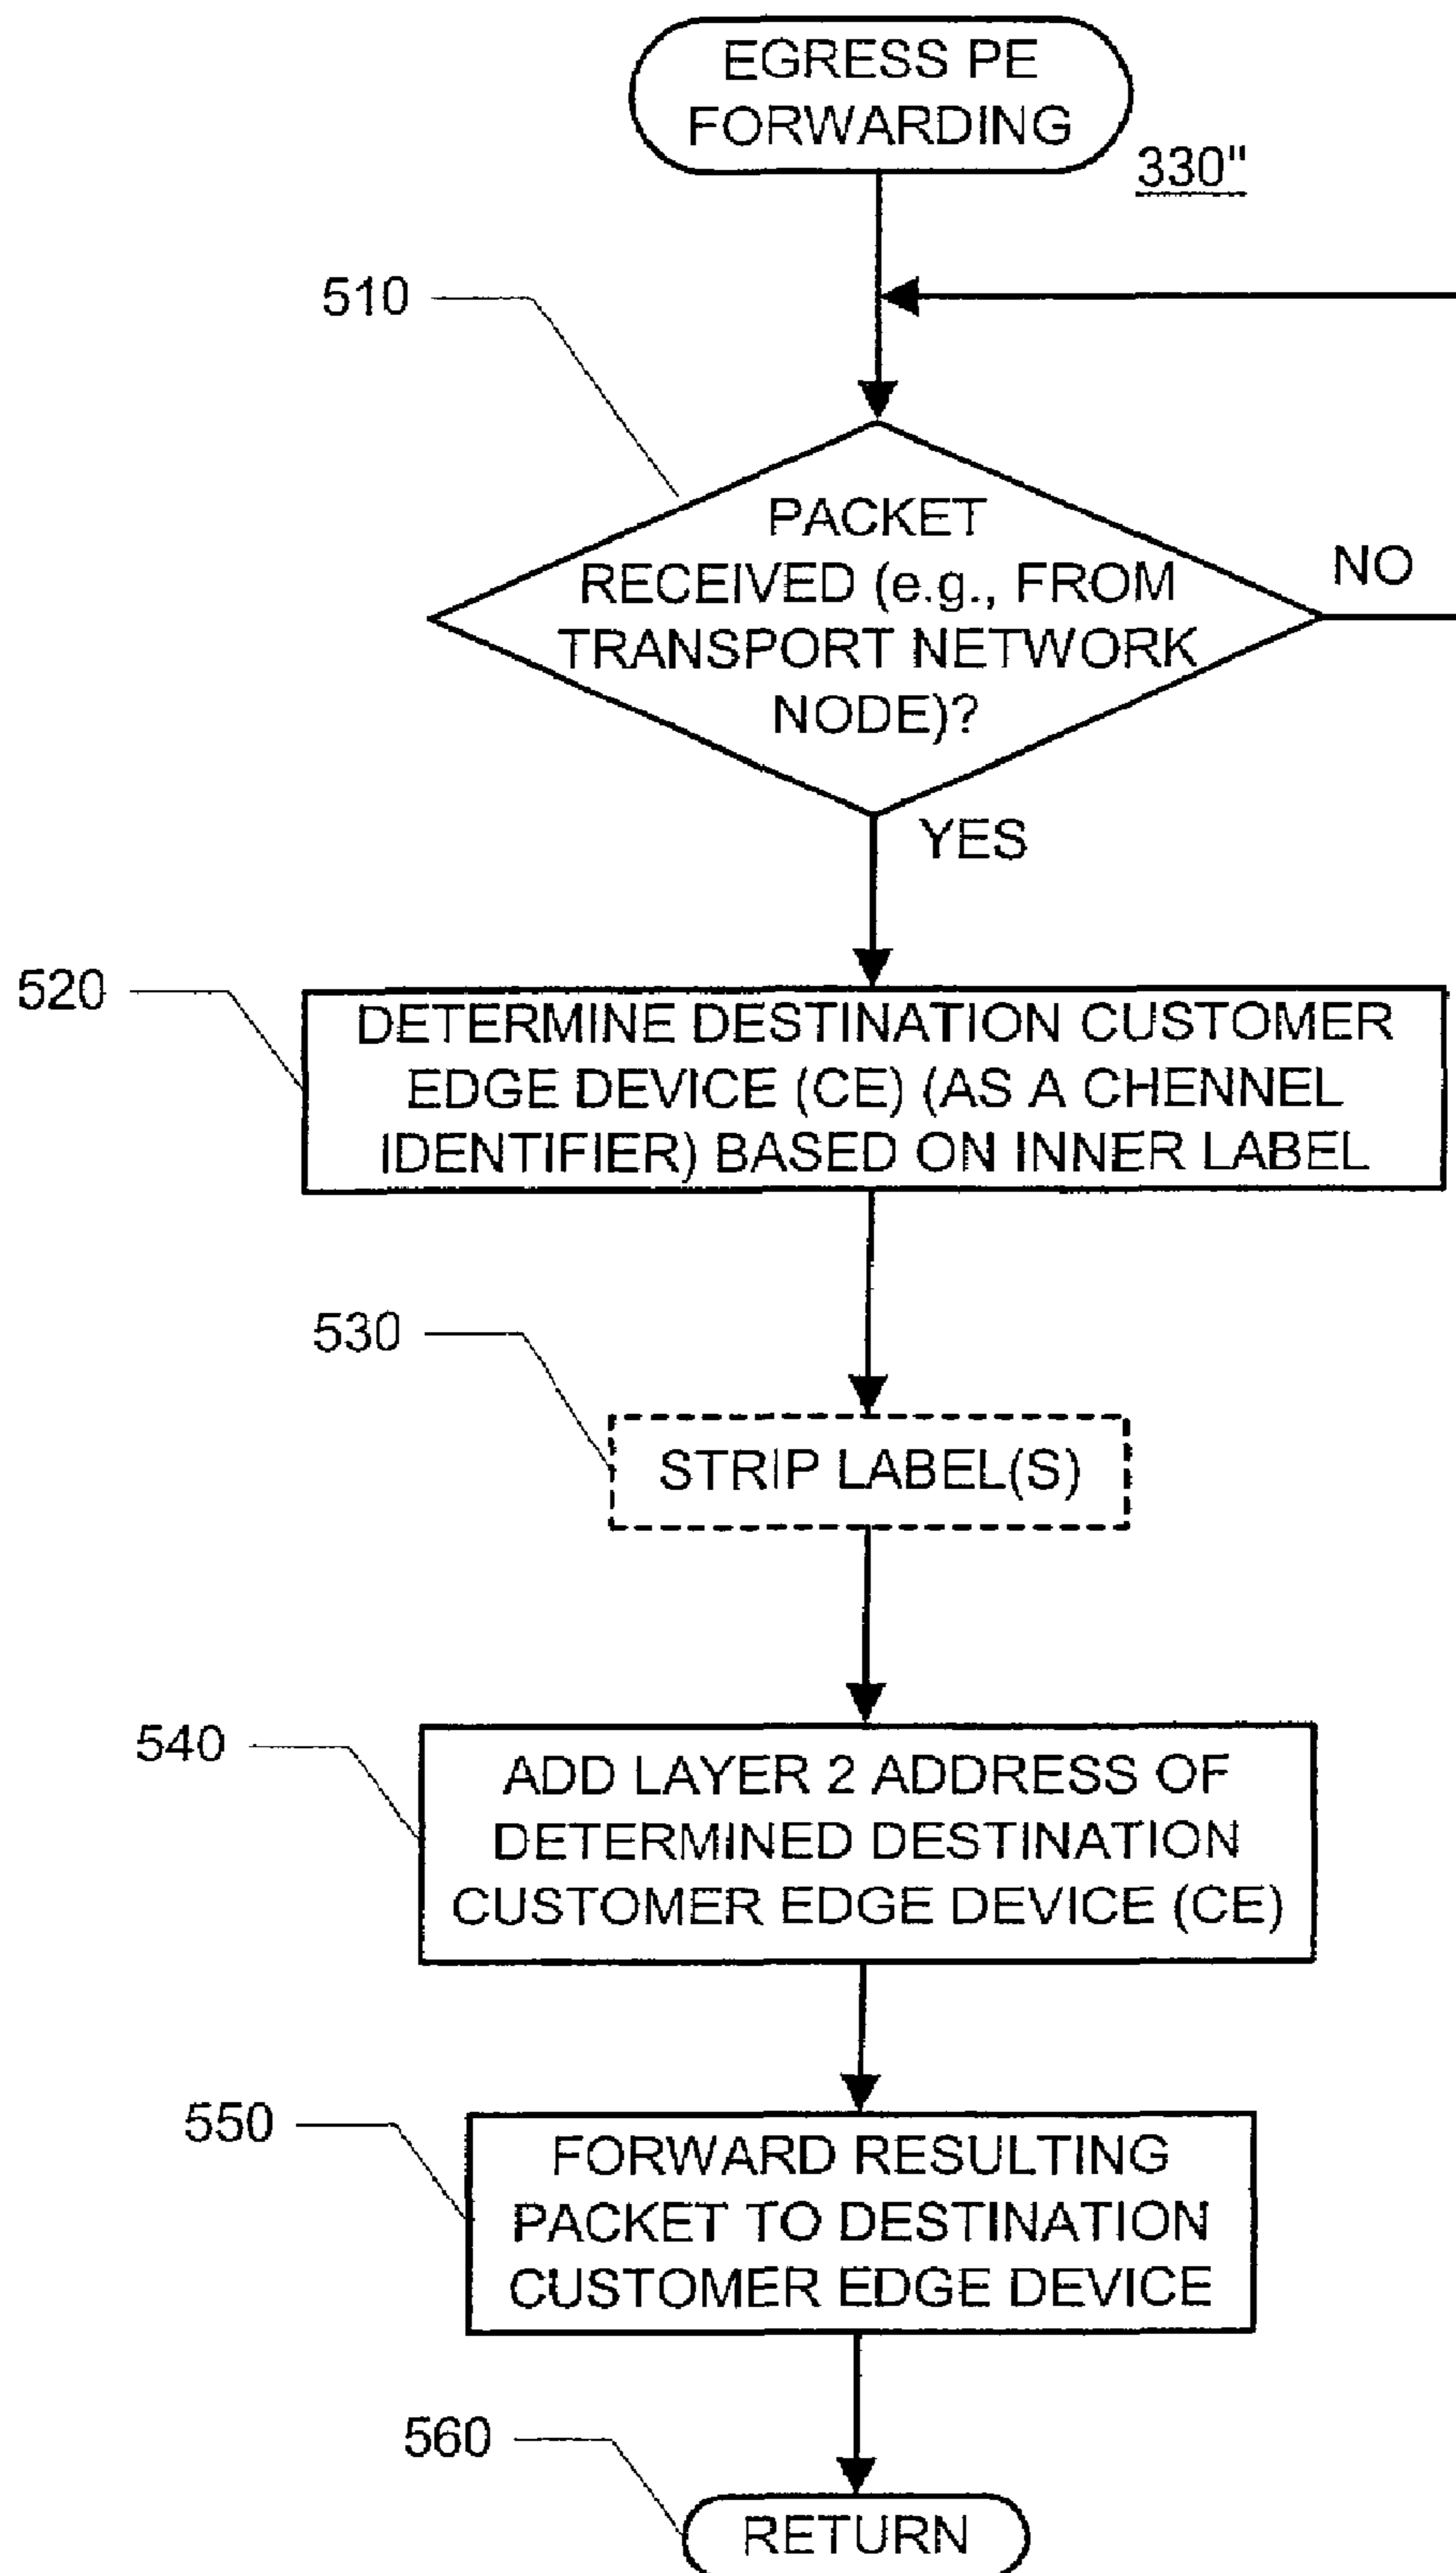 EGRESS PE
FORWARDING
330"
510
PACKET
RECEIVED (e.g., FROM
TRANSPORT NETWORK
NODE)?
NO
YES
520
DETERMINE DESTINATION CUSTOMER
EDGE DEVICE (CE) (AS A CHENNEL
IDENTIFIER) BASED ON INNER LABEL
530
STRIP LABEL(S)
540
ADD LAYER 2 ADDRESS OF
DETERMINED DESTINATION
CUSTOMER EDGE DEVICE (CE)
550
FORWARD RESULTING
PACKET TO DESTINATION
CUSTOMER EDGE DEVICE
560
RETURN